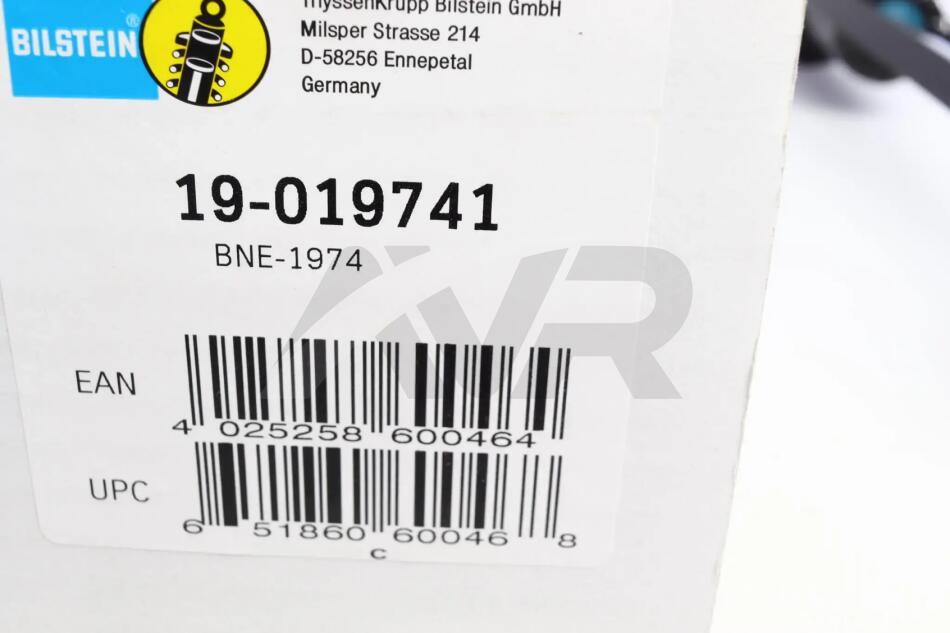 BILSTEIN®
ThyssenKrupp Bilstein GmbH
Milsper Strasse 214
D-58256 Ennepetal
Germany
19-019741
BNE-1974
AVR
EAN
4 025258 600464
UPC
6 51860 60046 8
c